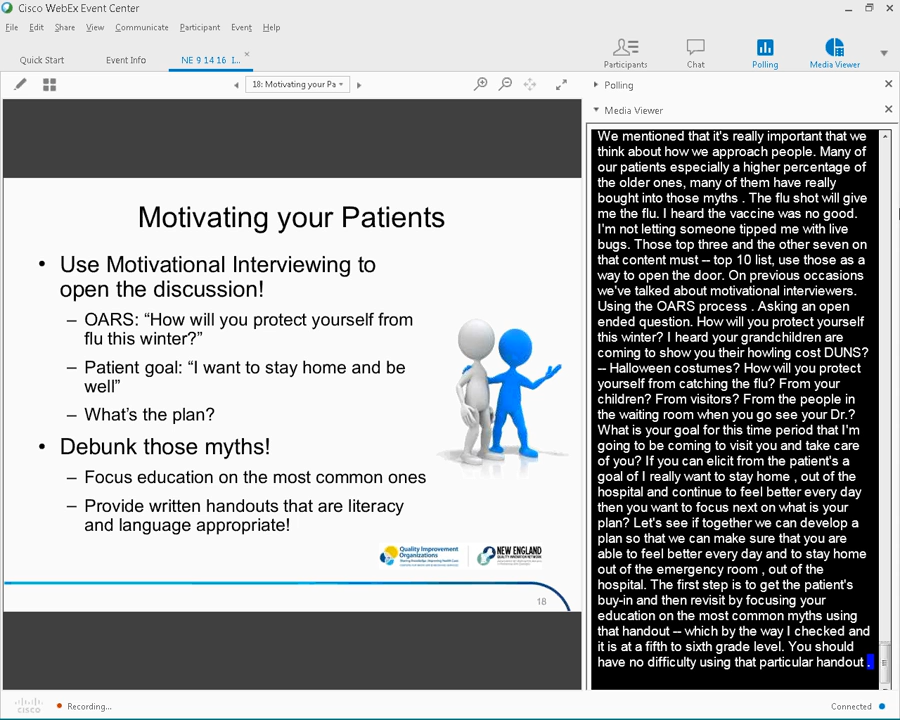 Cisco WebEx Event Center
File Edit Share View Communicate Participant Event Help
Quick Start Event Info NE 9 14 16 I...
Participants Chat Polling Media Viewer
18: Motivating your Pa
Polling
Media Viewer
Motivating your Patients
• Use Motivational Interviewing to
open the discussion!
– OARS: “How will you protect yourself from
flu this winter?”
– Patient goal: “I want to stay home and be
well”
– What’s the plan?
• Debunk those myths!
– Focus education on the most common ones
– Provide written handouts that are literacy
and language appropriate!
Quality Improvement
Organizations
NEW ENGLAND
18
We mentioned that it's really important that we
think about how we approach people. Many of
our patients especially a higher percentage of
the older ones, many of them have really
bought into those myths . The flu shot will give
me the flu. I heard the vaccine was no good.
I'm not letting someone tipped me with live
bugs. Those top three and the other seven on
that content must -- top 10 list, use those as a
way to open the door. On previous occasions
we've talked about motivational interviewers.
Using the OARS process . Asking an open
ended question. How will you protect yourself
this winter? I heard your grandchildren are
coming to show you their howling cost DUNS?
-- Halloween costumes? How will you protect
yourself from catching the flu? From your
children? From visitors? From the people in
the waiting room when you go see your Dr.?
What is your goal for this time period that I'm
going to be coming to visit you and take care
of you? If you can elicit from the patient's a
goal of I really want to stay home , out of the
hospital and continue to feel better every day
then you want to focus next on what is your
plan? Let's see if together we can develop a
plan so that we can make sure that you are
able to feel better every day and to stay home
out of the emergency room , out of the
hospital. The first step is to get the patient's
buy-in and then revisit by focusing your
education on the most common myths using
that handout -- which by the way I checked and
it is at a fifth to sixth grade level. You should
have no difficulty using that particular handout .
cisco
Recording...
Connected